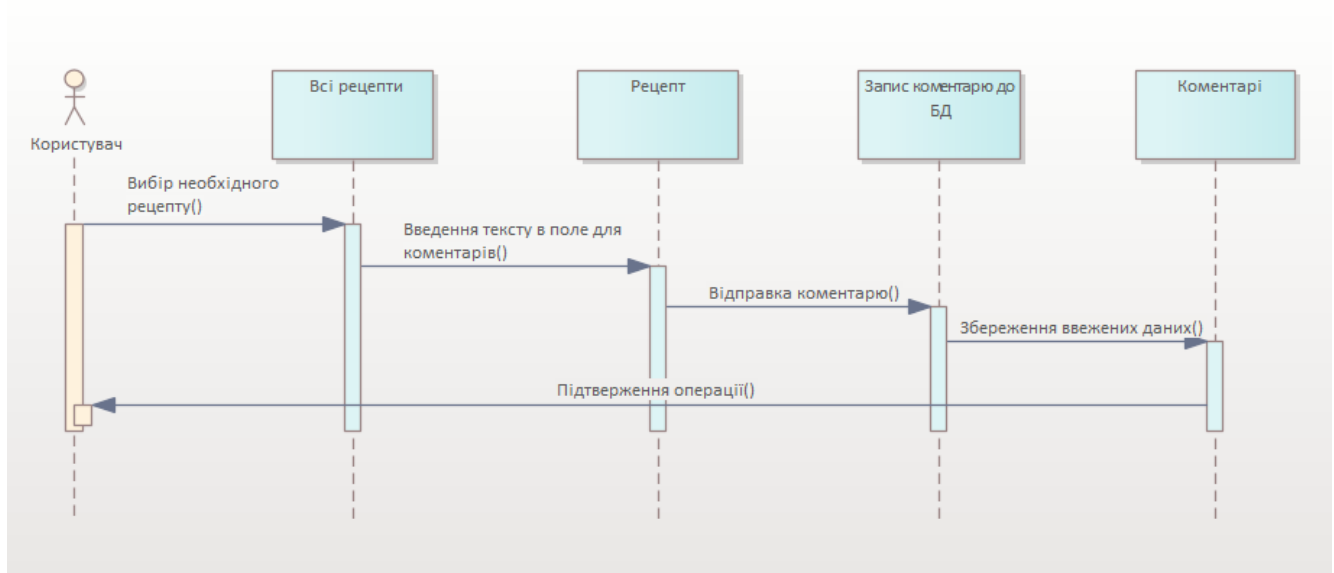 Всі рецепти
Рецепт
Запис коментарю до
БД
Коментарі
Користувач
Вибір необхідного
рецепту()
Введення тексту в поле для
коментарів()
Відправка коментарю()
Збереження ввежених даних()
Підтверження операції()